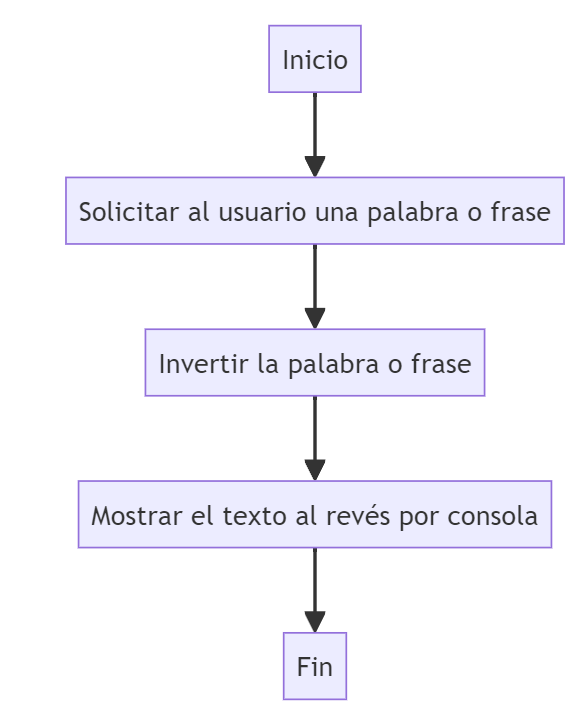 Inicio
Solicitar al usuario una palabra o frase
Invertir la palabra o frase
Mostrar el texto al revés por consola
Fin